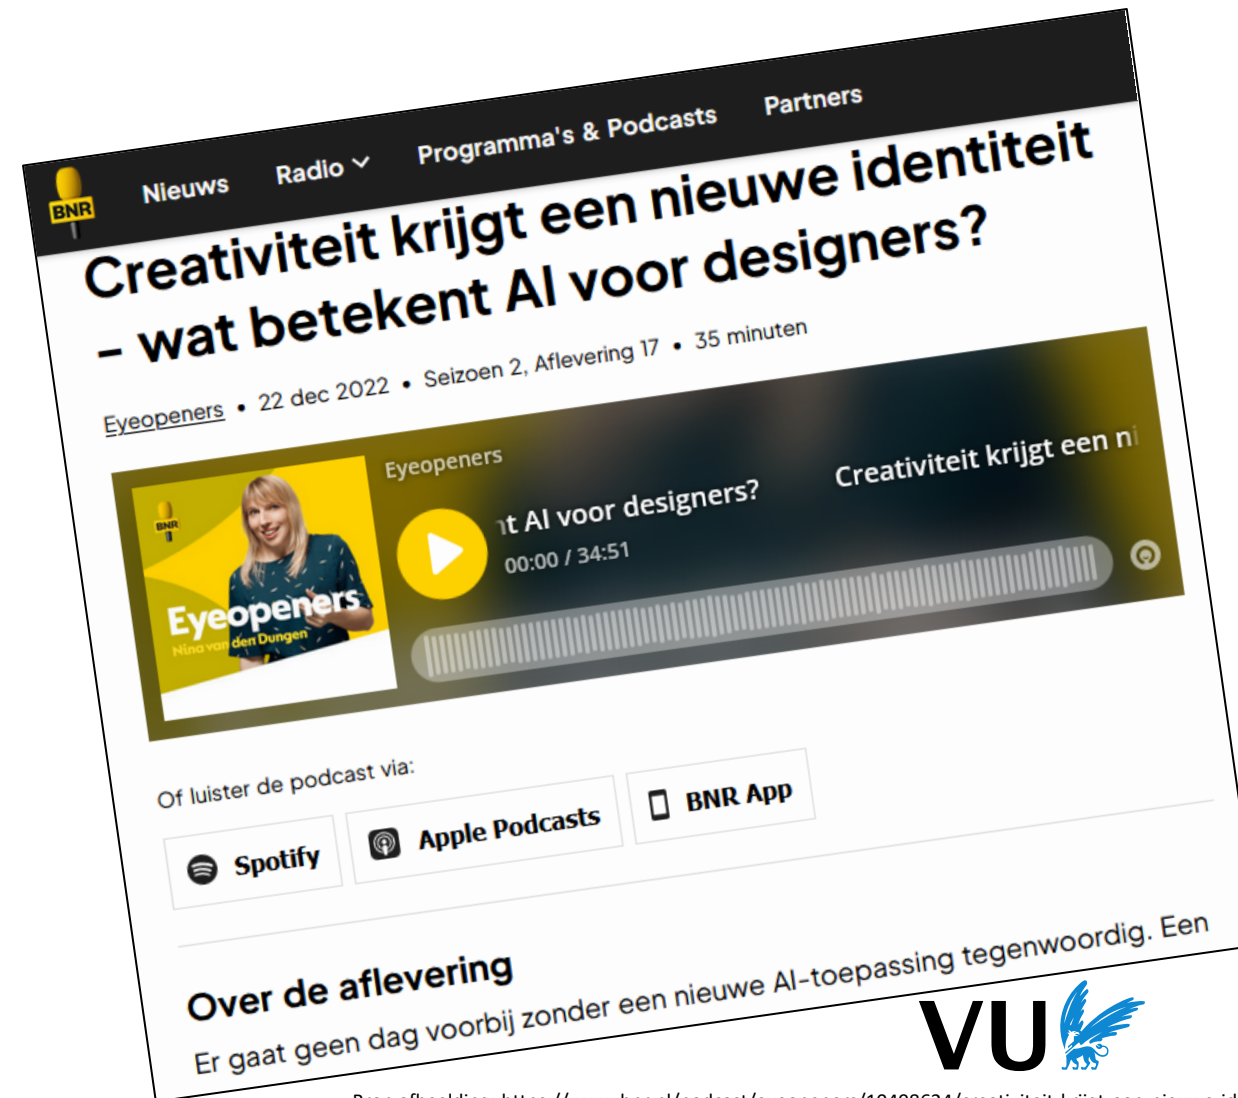 BNR
Nieuws
Radio
Programma's & Podcasts
Partners
Creativiteit krijgt een nieuwe identiteit
– wat betekent AI voor designers?
Eyeopeners • 22 dec 2022 • Seizoen 2, Aflevering 17 • 35 minuten
BNR
Eyeopeners
Nina van den Dungen
Eyeopeners
t AI voor designers?
Creativiteit krijgt een ni
00:00 / 34:51
Of luister de podcast via:
Spotify
Apple Podcasts
BNR App
Over de aflevering
Er gaat geen dag voorbij zonder een nieuwe AI-toepassing tegenwoordig. Een
VU